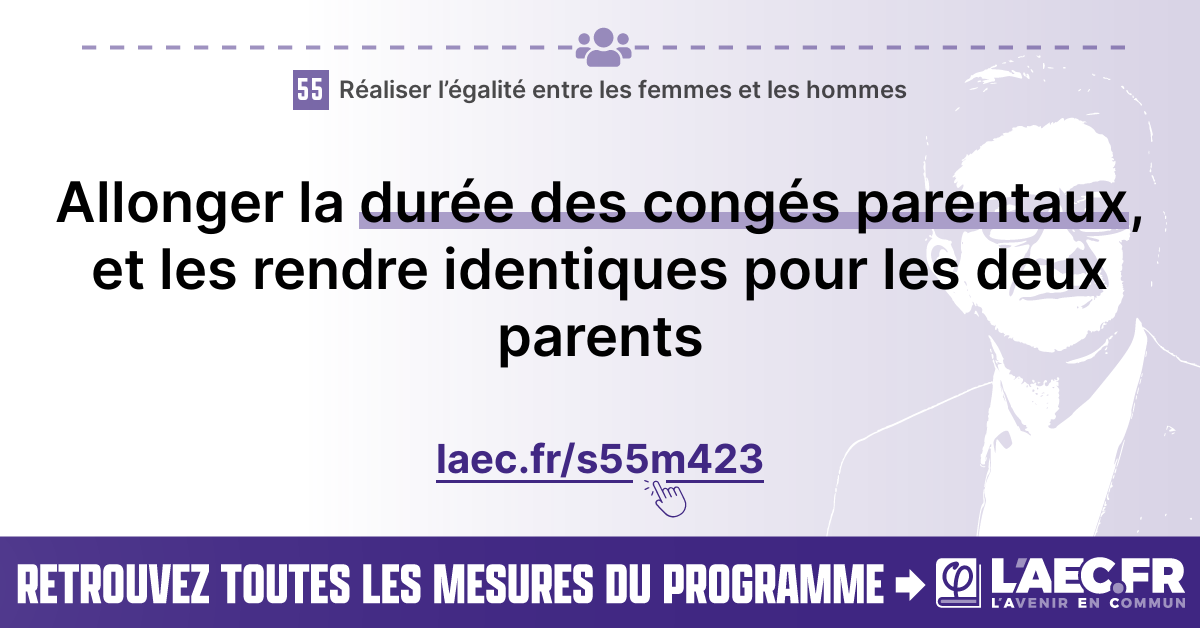 55 Réaliser l’égalité entre les femmes et les hommes
Allonger la durée des congés parentaux,
et les rendre identiques pour les deux
parents
laec.fr/s55m423
RETROUVEZ TOUTES LES MESURES DU PROGRAMME
φ L'AEC.FR
L'AVENIR EN COMMUN